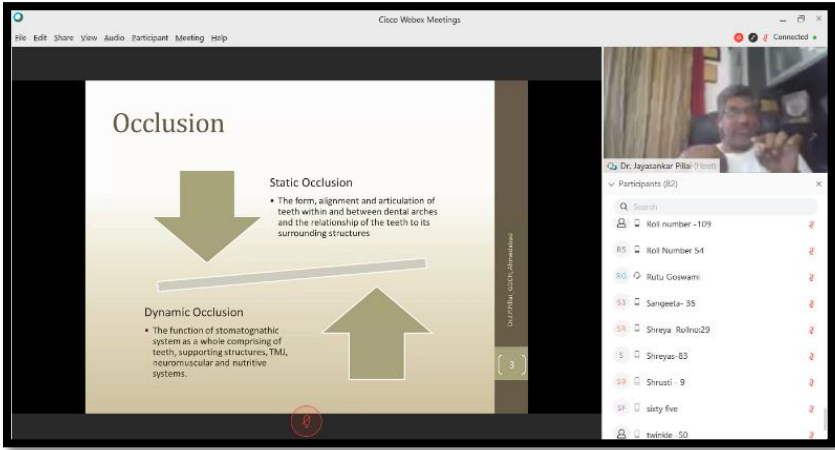 Cisco Webex Meetings
File Edit Share View Audio Participant Meeting Help
Connected
Occlusion
Static Occlusion
• The form, alignment and articulation of
teeth within and between dental arches
and the relationship of the teeth to its
surrounding structures
Dynamic Occlusion
• The function of stomatognathic
system as a whole comprising of
teeth, supporting structures, TMJ,
neuromuscular and nutritive
systems.
3
Dr. Jayasankar Pillai (Host)
Participants (82)
Search
Roll number -109
Roll Number 54
RG Rutu Goswami
S3 Sangeeta- 35
SR Shreya Rollno:29
S Shreyas-83
S9 Shrusti - 9
SF sixty five
twinkle -50